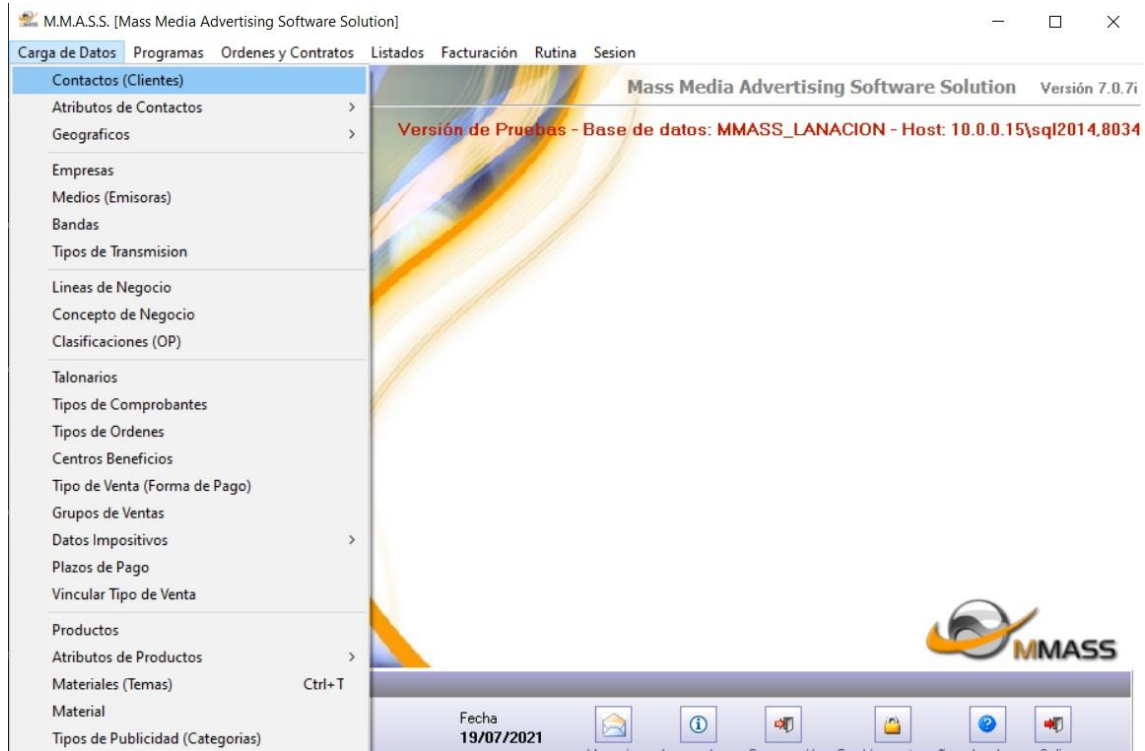 M.M.A.S.S. [Mass Media Advertising Software Solution]
Carga de Datos Programas Ordenes y Contratos Listados Facturación Rutina Sesion
Mass Media Advertising Software Solution Versión 7.0.7i
Versión de Pruebas - Base de datos: MMASS_LANACION - Host: 10.0.0.15\sql2014,8034
Contactos (Clientes)
Atributos de Contactos >
Geograficos >
Empresas
Medios (Emisoras)
Bandas
Tipos de Transmision
Lineas de Negocio
Concepto de Negocio
Clasificaciones (OP)
Talonarios
Tipos de Comprobantes
Tipos de Ordenes
Centros Beneficios
Tipo de Venta (Forma de Pago)
Grupos de Ventas
Datos Impositivos >
Plazos de Pago
Vincular Tipo de Venta
Productos
Atributos de Productos >
Materiales (Temas) Ctrl+T
Material
Tipos de Publicidad (Categorias)
MMASS
Fecha
19/07/2021